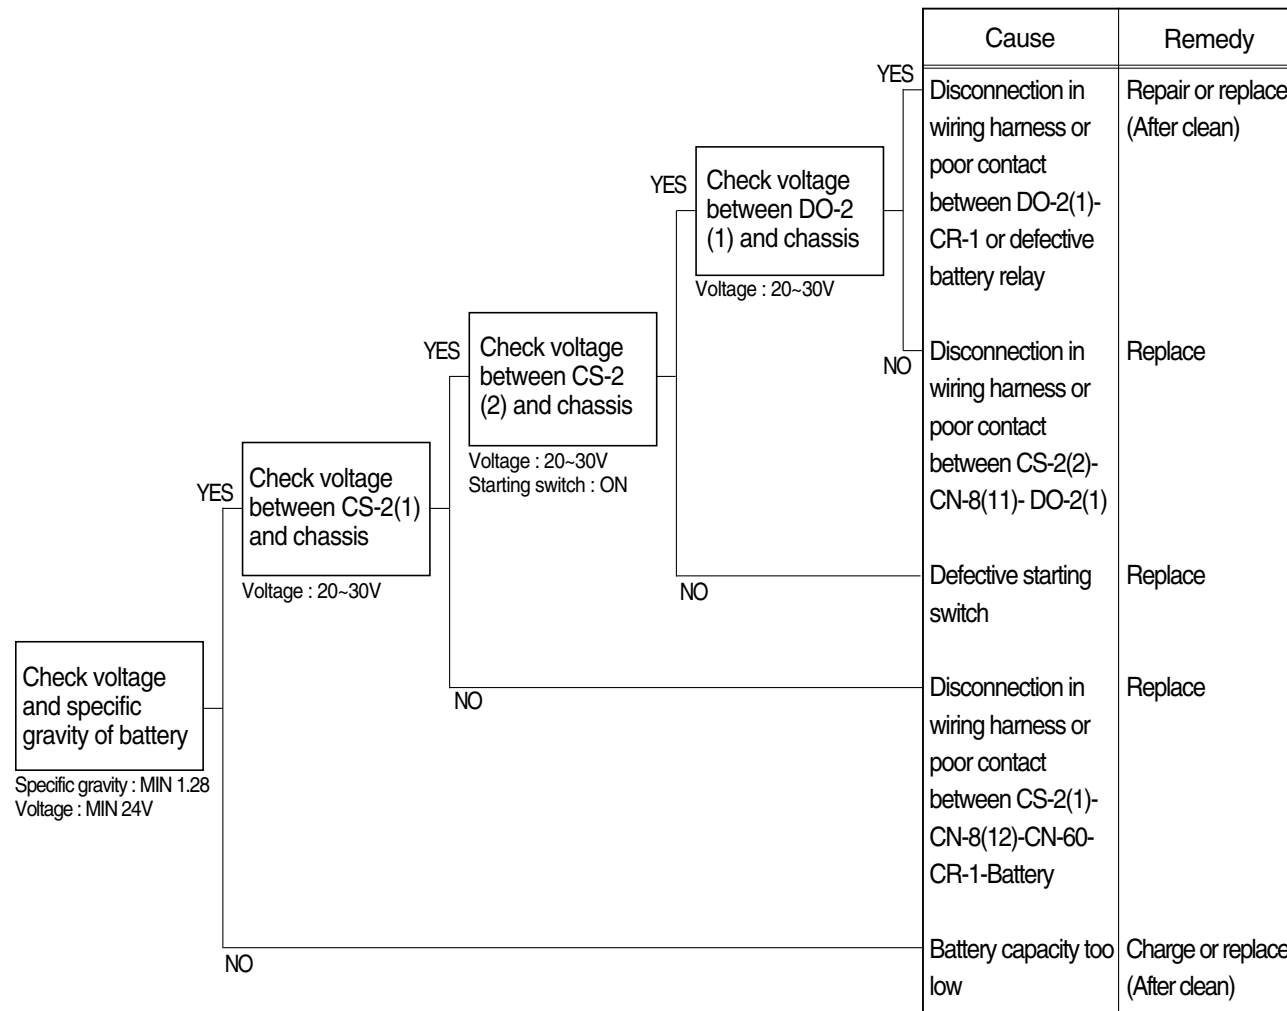 Cause
Remedy
YES
Disconnection in
wiring harness or
poor contact
between DO-2(1)-
CR-1 or defective
battery relay
Repair or replace
(After clean)
YES
Check voltage
between DO-2
(1) and chassis
Voltage : 20~30V
NO
Disconnection in
wiring harness or
poor contact
between CS-2(2)-
CN-8(11)- DO-2(1)
Replace
YES
Check voltage
between CS-2
(2) and chassis
Voltage : 20~30V
Starting switch : ON
NO
Defective starting
switch
Replace
YES
Check voltage
between CS-2(1)
and chassis
Voltage : 20~30V
NO
Disconnection in
wiring harness or
poor contact
between CS-2(1)-
CN-8(12)-CN-60-
CR-1-Battery
Replace
Check voltage
and specific
gravity of battery
Specific gravity : MIN 1.28
Voltage : MIN 24V
NO
Battery capacity too
low
Charge or replace
(After clean)